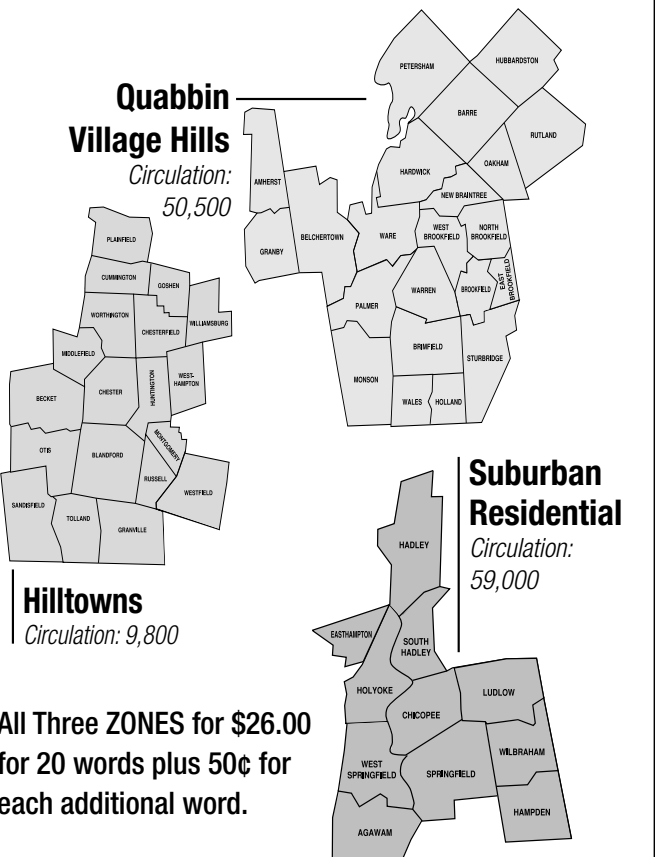 Quabbin
Village Hills
Circulation:
50,500
PETERSHAM
HUBBARDSTON
BARRE
RUTLAND
HARDWICK
OAKHAM
NEW BRAINTREE
AMHERST
BELCHERTOWN
GRANBY
WARE
WEST
BROOKFIELD
NORTH
BROOKFIELD
WARREN
BROOKFIELD
EAST
BROOKFIELD
PALMER
BRIMFIELD
STURBRIDGE
MONSON
WALES
HOLLAND
PLAINFIELD
CUMMINGTON
GOSHEN
WORTHINGTON
CHESTERFIELD
WILLIAMSBURG
MIDDLEFIELD
BECKET
CHESTER
HUNTINGTON
WEST-
HAMPTON
OTIS
BLANDFORD
MONTGOMERY
RUSSELL
WESTFIELD
SANDISFIELD
TOLLAND
GRANVILLE
Hilltowns
Circulation: 9,800
Suburban
Residential
Circulation:
59,000
HADLEY
EASTHAMPTON
SOUTH
HADLEY
HOLYOKE
CHICOPEE
LUDLOW
WEST
SPRINGFIELD
SPRINGFIELD
WILBRAHAM
HAMPDEN
AGAWAM
All Three ZONES for $26.00
for 20 words plus 50¢ for
each additional word.